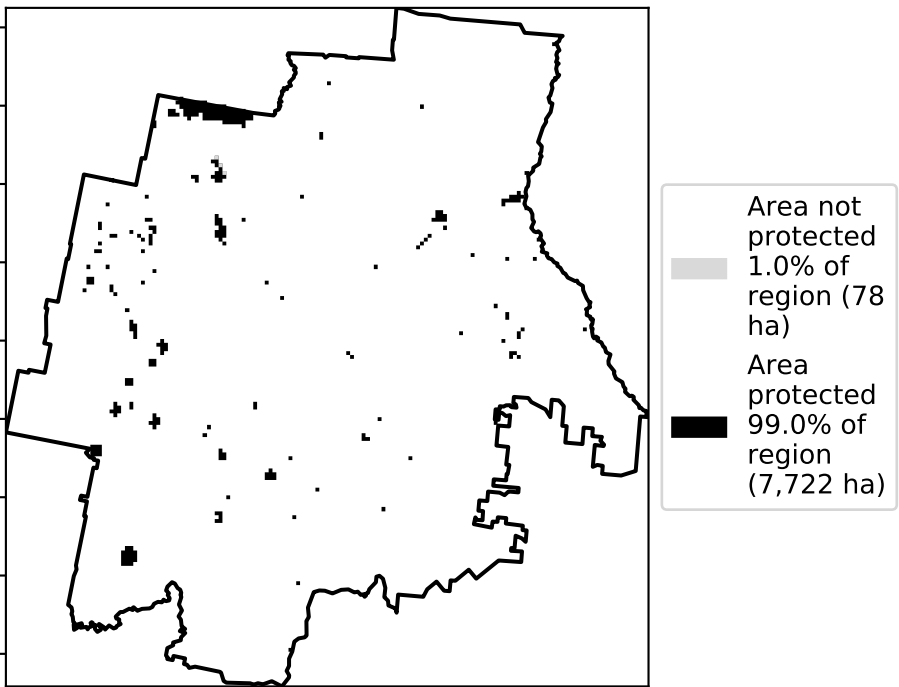 Area not
protected
1.0% of
region (78
ha)
Area
protected
99.0% of
region
(7,722 ha)